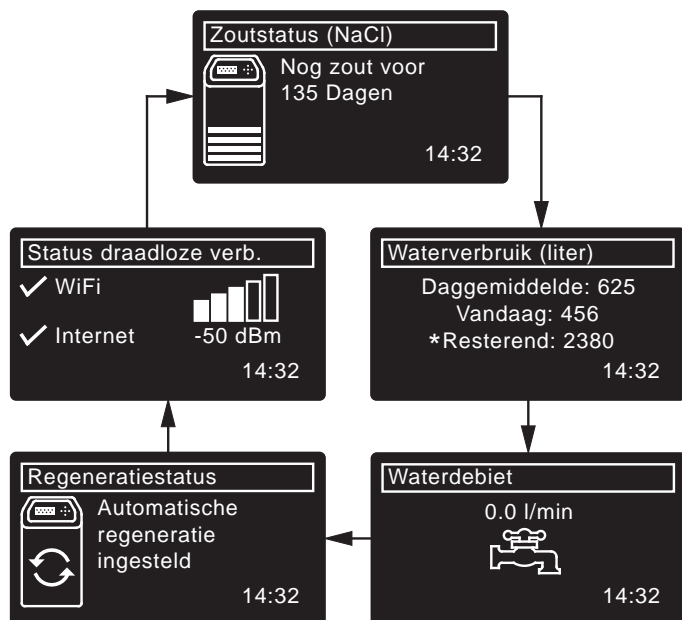 Zoutstatus (NaCl)
Nog zout voor
135 Dagen
14:32
Status draadloze verb.
WiFi
Internet
-50 dBm
14:32
Waterverbruik (liter)
Daggemiddelde: 625
Vandaag: 456
*Resterend: 2380
14:32
Regeneratiestatus
Automatische
regeneratie
ingesteld
14:32
Waterdebiet
0.0 l/min
14:32